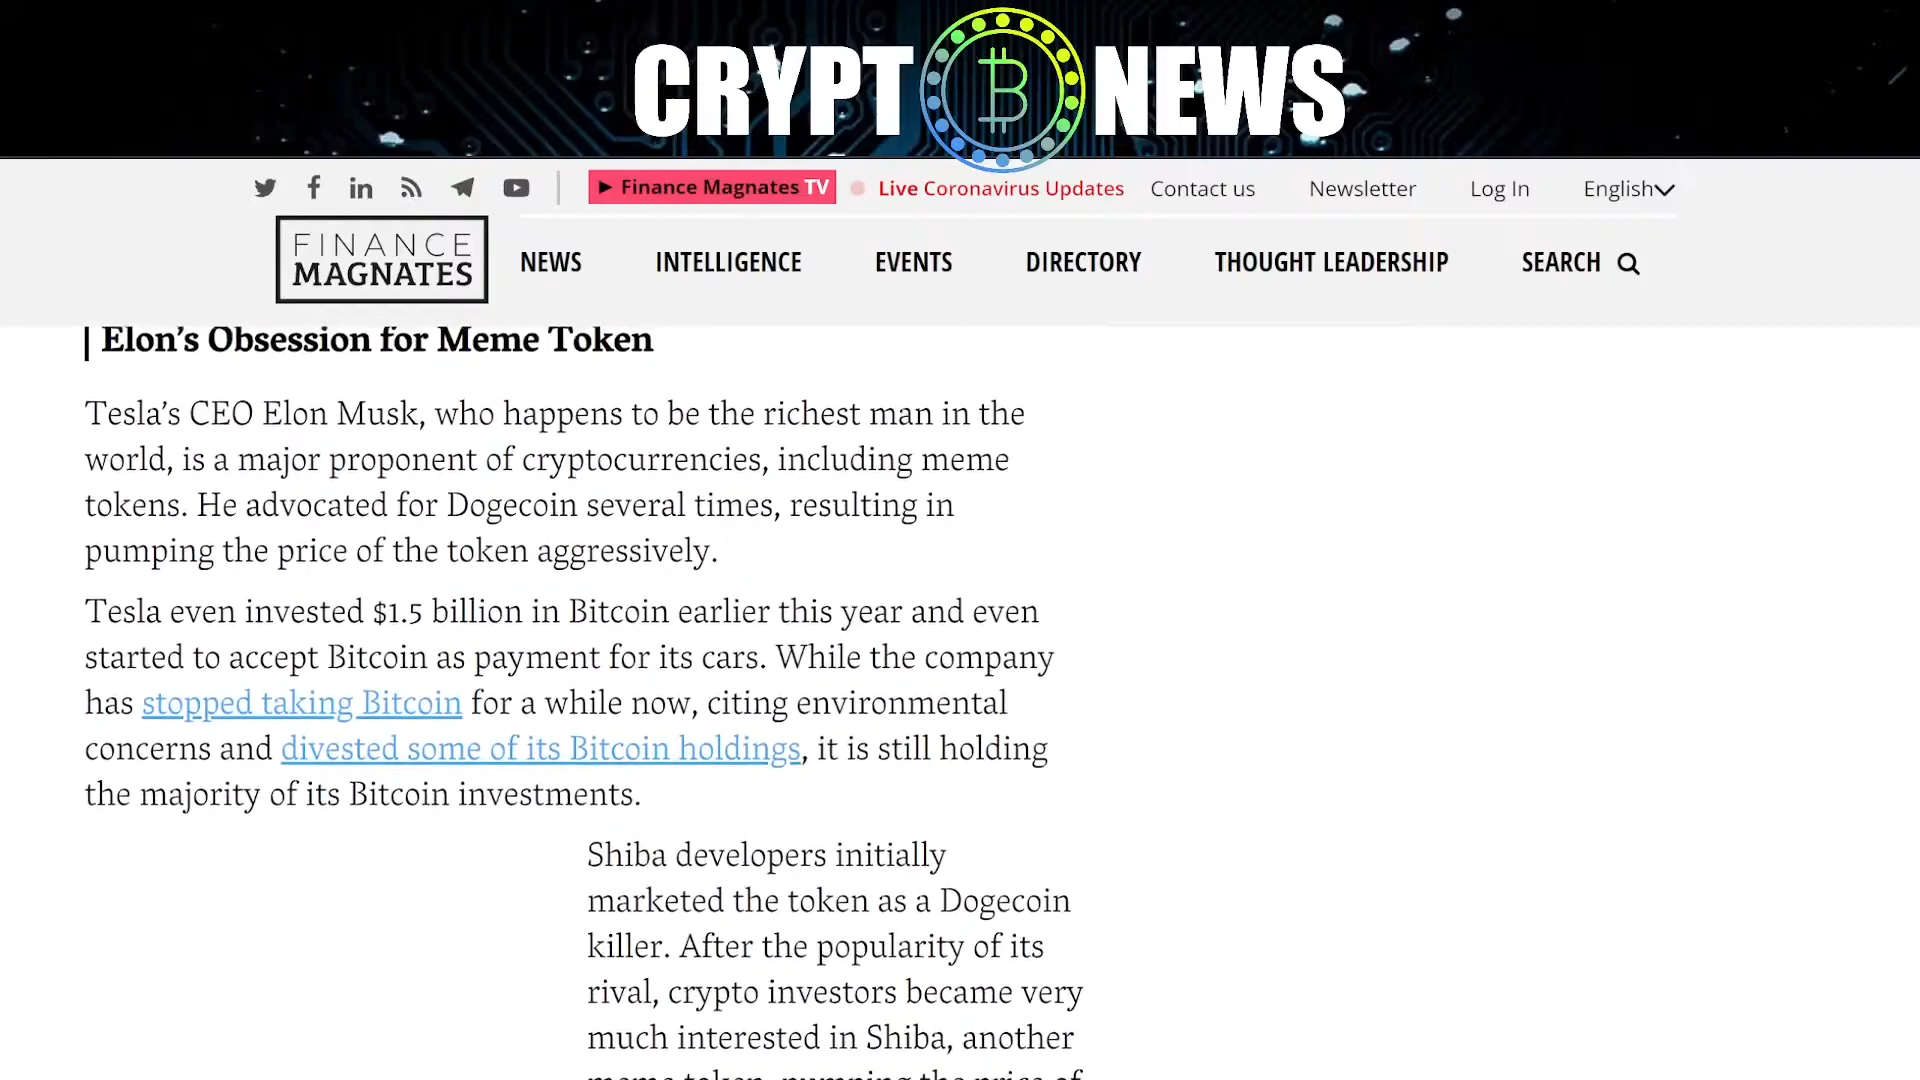 CRYPT NEWS
Finance Magnates TV
Live Coronavirus Updates
Contact us
Newsletter
Log In
English
FINANCE
MAGNATES
NEWS
INTELLIGENCE
EVENTS
DIRECTORY
THOUGHT LEADERSHIP
SEARCH
Elon’s Obsession for Meme Token
Tesla’s CEO Elon Musk, who happens to be the richest man in the
world, is a major proponent of cryptocurrencies, including meme
tokens. He advocated for Dogecoin several times, resulting in
pumping the price of the token aggressively.
Tesla even invested $1.5 billion in Bitcoin earlier this year and even
started to accept Bitcoin as payment for its cars. While the company
has stopped taking Bitcoin for a while now, citing environmental
concerns and divested some of its Bitcoin holdings, it is still holding
the majority of its Bitcoin investments.
Shiba developers initially
marketed the token as a Dogecoin
killer. After the popularity of its
rival, crypto investors became very
much interested in Shiba, another
meme token, pumping the price of